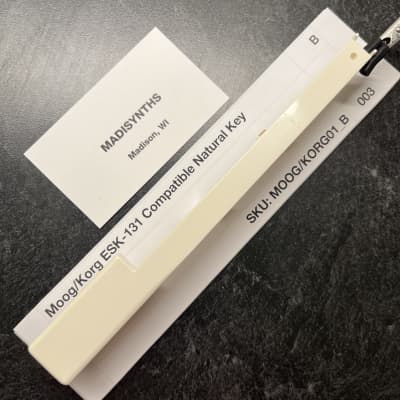 MADISYNTHS
Madison, WI
B
Moog/Korg ESK-131 Compatible Natural Key
SKU: MOOG/KORG01_B
003